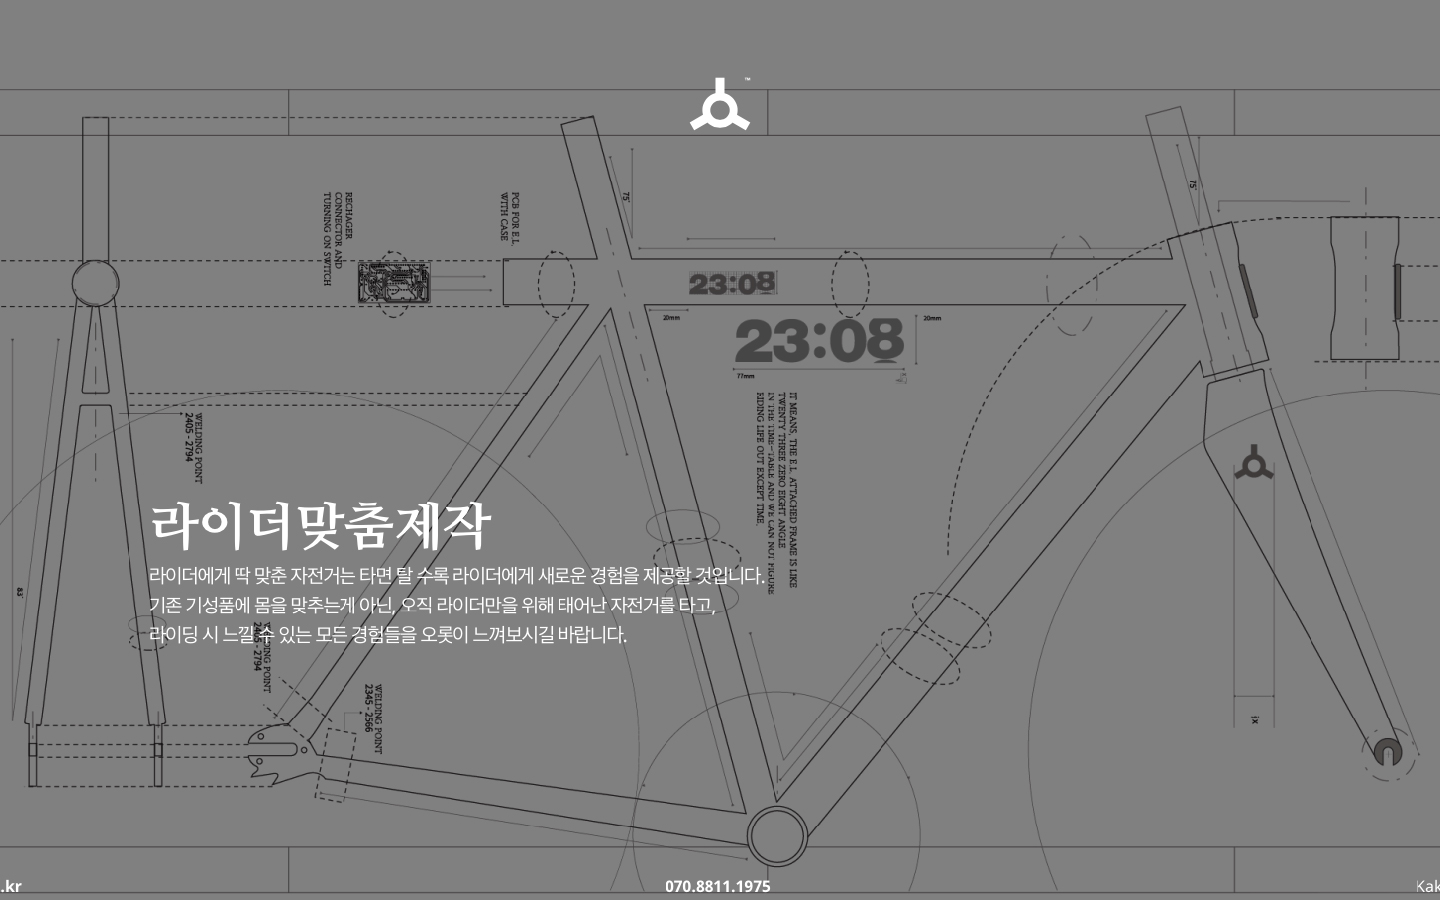 ™
RECHAGER
CONNECTOR AND
TURNING ON SWITCH
PCB FOR E.L.
WITH CASE
75°
75°
23:08
20mm
23:08
20mm
77mm
IT MEANS, THE E.L. ATTACHED FRAME IS LIKE
TWENTY THREE ZERO EIGHT ANGLE
IN THE TIME-TABLE AND WE CAN NOT FIGURE
RIDING LIFE OUT EXCEPT TIME.
WELDING POINT
2405 - 2794
라이더맞춤제작
라이더에게 딱 맞춘 자전거는 타면 탈 수록 라이더에게 새로운 경험을 제공할 것입니다.
기존 기성품에 몸을 맞추는게 아닌, 오직 라이더만을 위해 태어난 자전거를 타고,
라이딩 시 느낄 수 있는 모든 경험들을 오롯이 느껴보시길 바랍니다.
83°
WELDING POINT
2405 - 2794
WELDING POINT
2345 - 2566
.kr
070.8811.1975
Kak